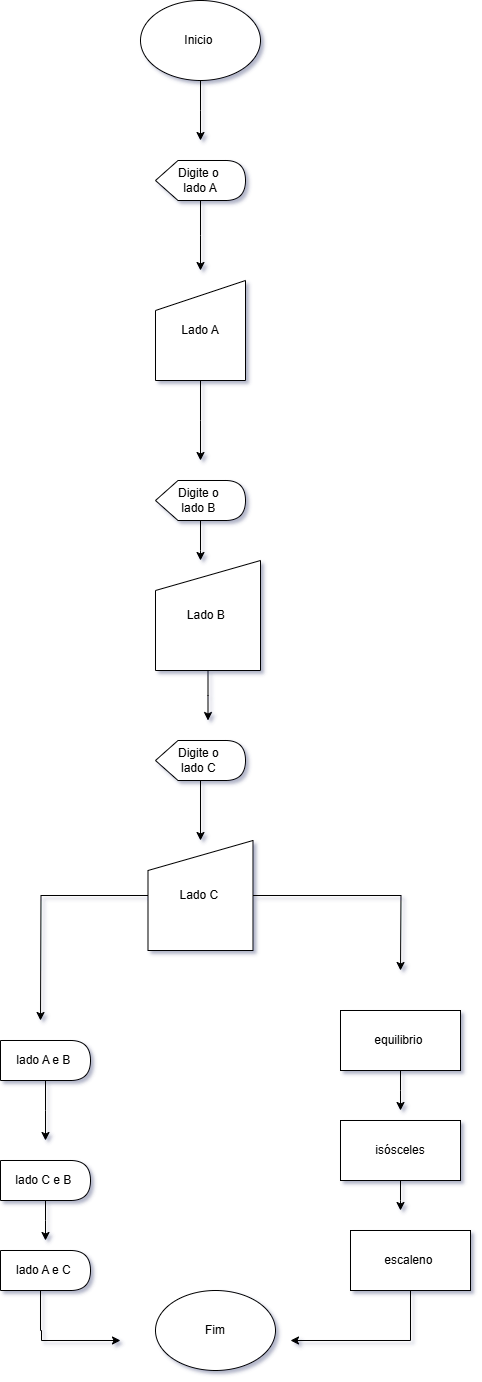 Inicio
Digite o
lado A
Lado A
Digite o
lado B
Lado B
Digite o
lado C
Lado C
lado A e B
lado C e B
lado A e C
equilibrio
isósceles
escaleno
Fim